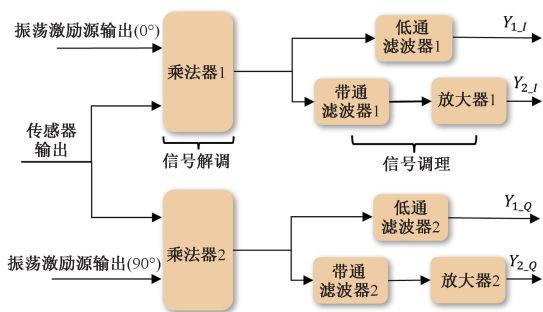 振荡激励源输出(0°)
乘法器1
低通
滤波器1
Y1_I
带通
滤波器1
放大器1
Y2_I
传感器
输出
信号解调
信号调理
振荡激励源输出(90°)
乘法器2
低通
滤波器2
Y1_Q
带通
滤波器2
放大器2
Y2_Q